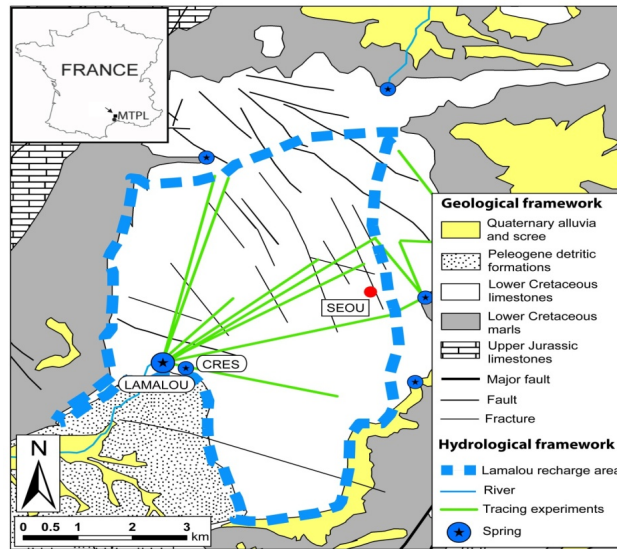 FRANCE
MTPL
SEOU
CRES
LAMALOU
N
0 0.5 1 2 3
km
Geological framework
Quaternary alluvia
and scree
Peleogene detritic
formations
Lower Cretaceous
limestones
Lower Cretaceous
marls
Upper Jurassic
limestones
Major fault
Fault
Fracture
Hydrological framework
Lamalou recharge area
River
Tracing experiments
Spring